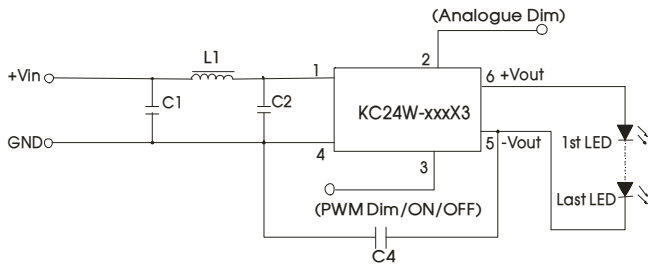 (Analogue Dim)
L1
2
+Vin
1
6 +Vout
C1
C2
KC24W-xxxX3
GND
4
5 -Vout
1st LED
3
(PWM Dim/ON/OFF)
Last LED
C4